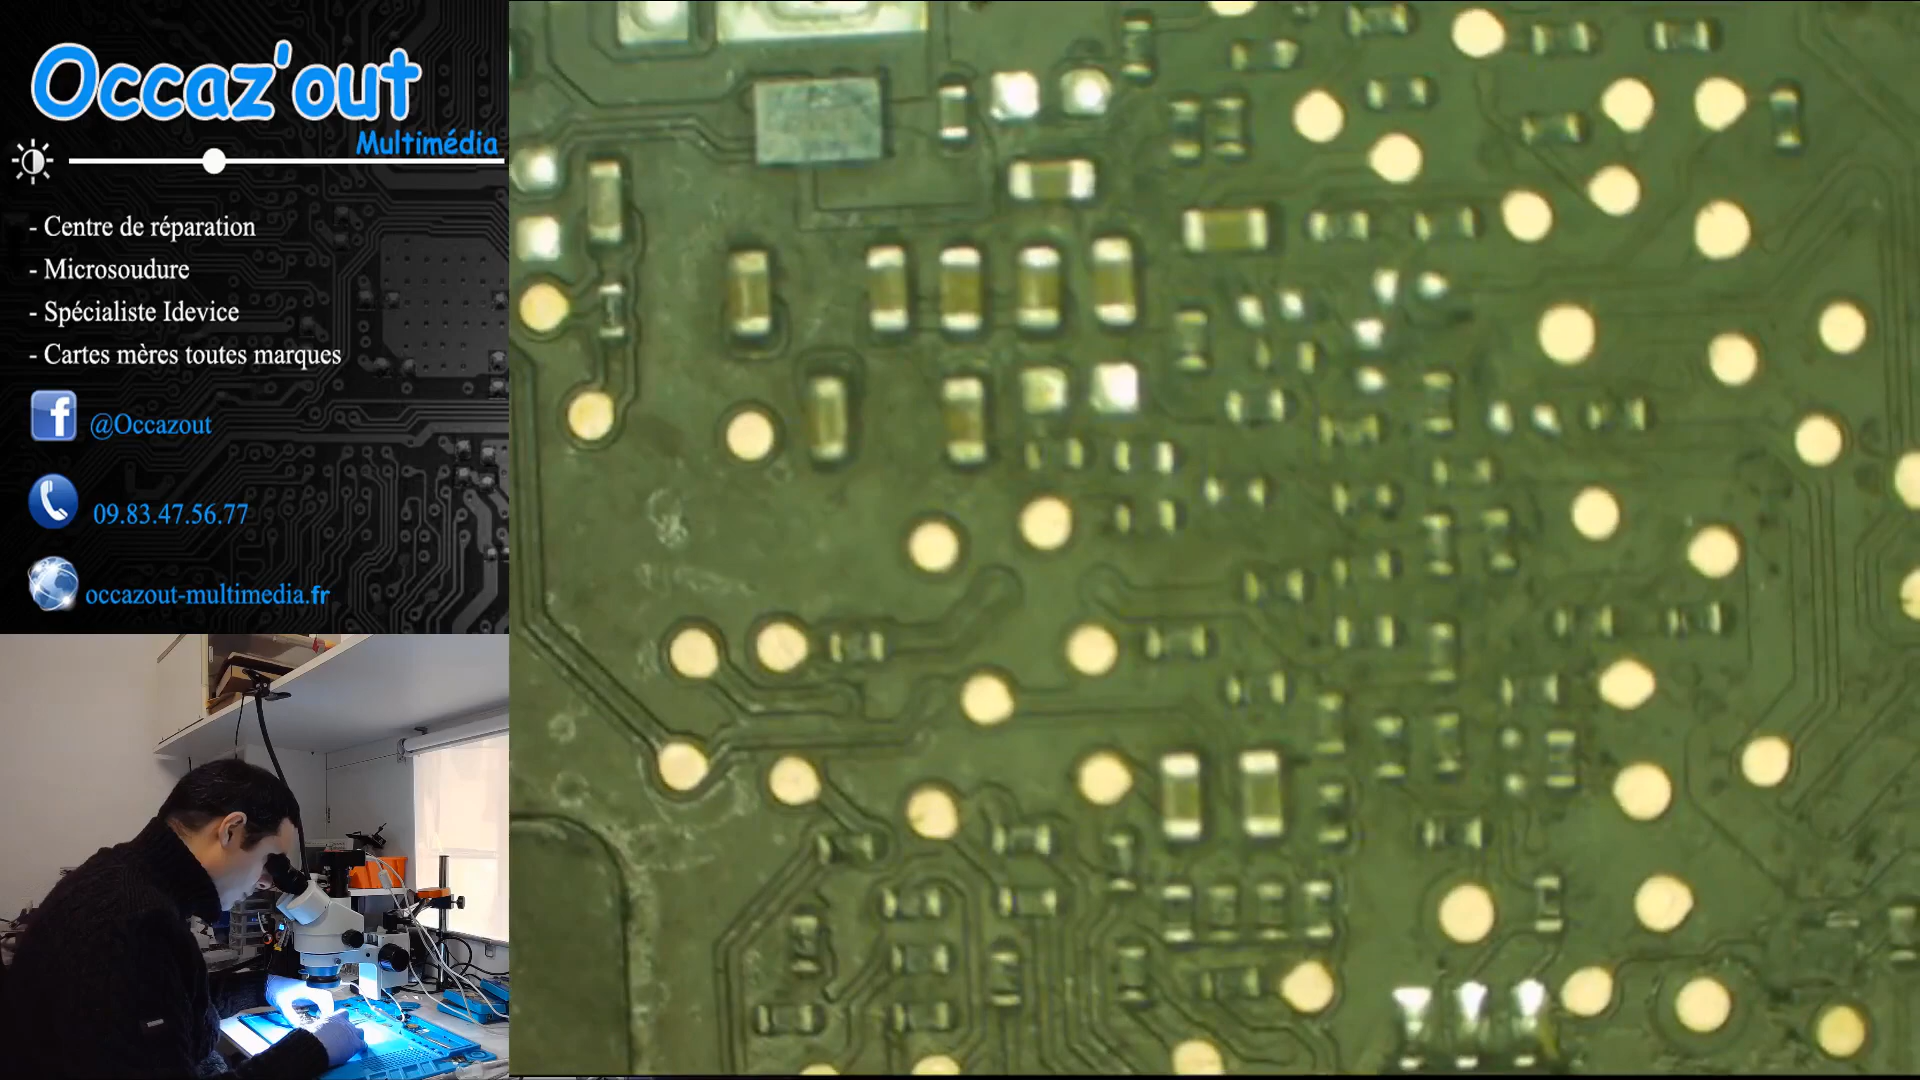 Occaz'out
Multimédia
- Centre de réparation
- Microsoudure
- Spécialiste Idevice
- Cartes mères toutes marques
@Occazout
09.83.47.56.77
occazout-multimedia.fr